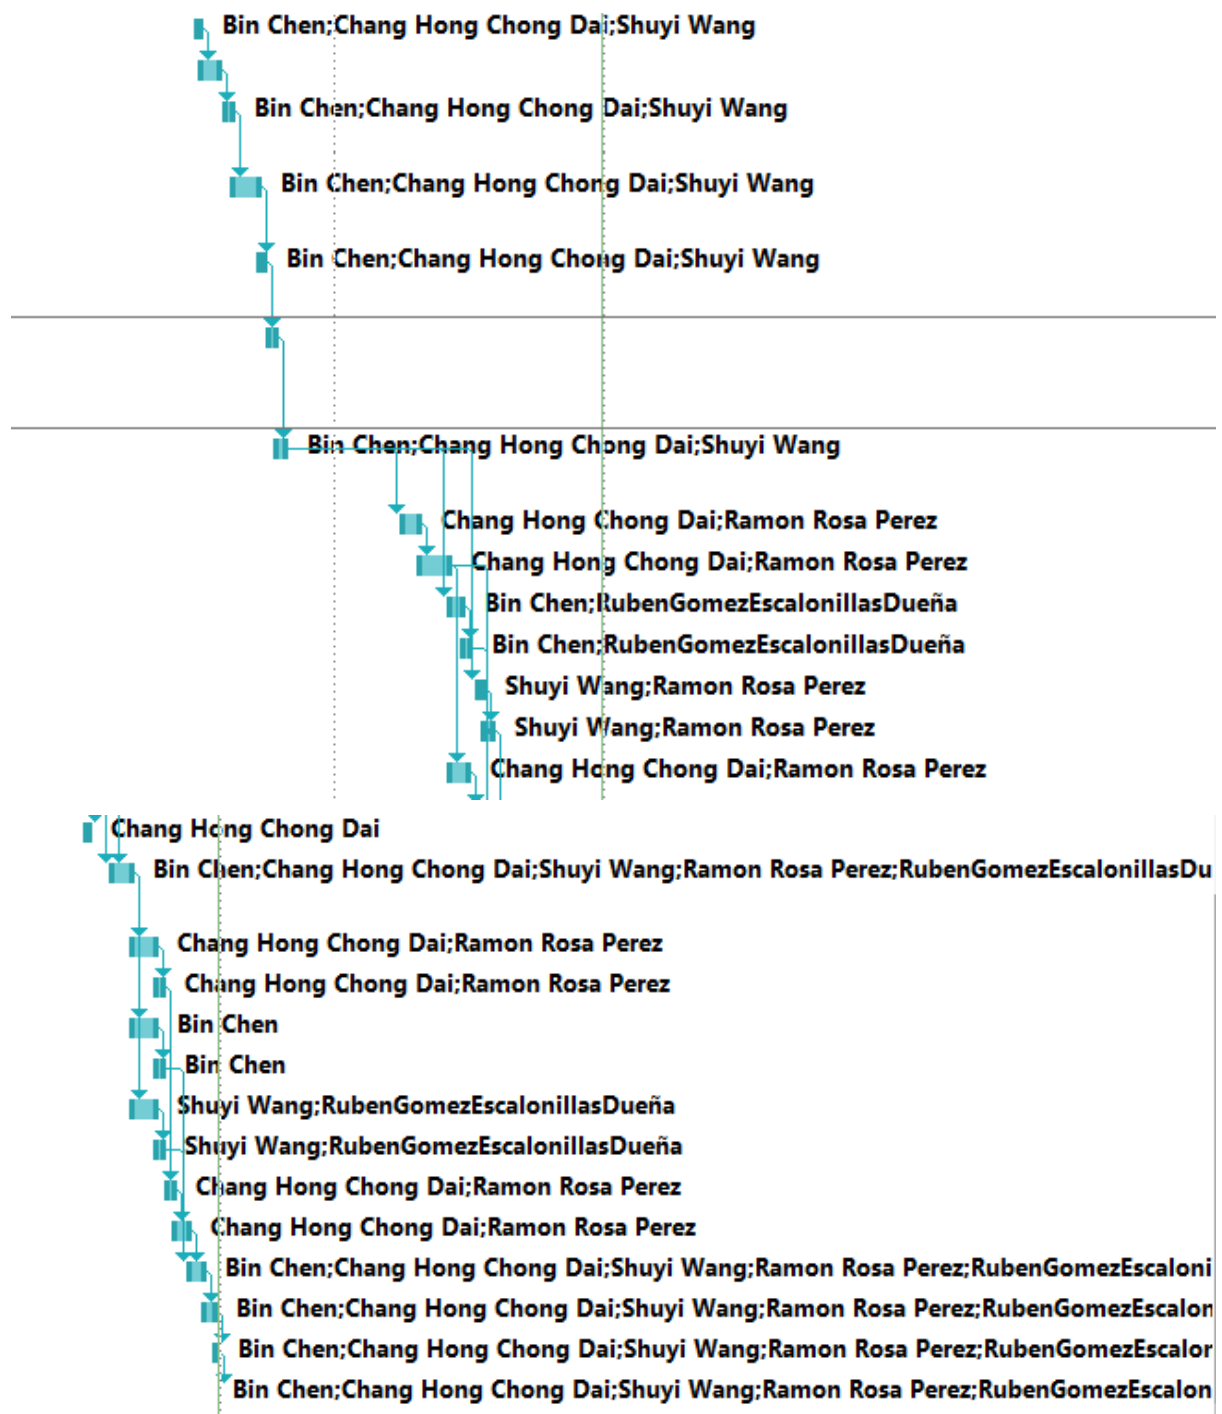 Bin Chen;Chang Hong Chong Dai;Shuyi Wang
Bin Chen;Chang Hong Chong Dai;Shuyi Wang
Bin Chen;Chang Hong Chong Dai;Shuyi Wang
Bin Chen;Chang Hong Chong Dai;Shuyi Wang
Bin Chen;Chang Hong Chong Dai;Shuyi Wang
Chang Hong Chong Dai;Ramon Rosa Perez
Chang Hong Chong Dai;Ramon Rosa Perez
Bin Chen;RubenGomezEscalonillasDueña
Bin Chen;RubenGomezEscalonillasDueña
Shuyi Wang;Ramon Rosa Perez
Shuyi Wang;Ramon Rosa Perez
Chang Hong Chong Dai;Ramon Rosa Perez
Chang Hong Chong Dai
Bin Chen;Chang Hong Chong Dai;Shuyi Wang;Ramon Rosa Perez;RubenGomezEscalonillasDu
Chang Hong Chong Dai;Ramon Rosa Perez
Chang Hong Chong Dai;Ramon Rosa Perez
Bin Chen
Bin Chen
Shuyi Wang;RubenGomezEscalonillasDueña
Shuyi Wang;RubenGomezEscalonillasDueña
Chang Hong Chong Dai;Ramon Rosa Perez
Chang Hong Chong Dai;Ramon Rosa Perez
Bin Chen;Chang Hong Chong Dai;Shuyi Wang;Ramon Rosa Perez;RubenGomezEscaloni
Bin Chen;Chang Hong Chong Dai;Shuyi Wang;Ramon Rosa Perez;RubenGomezEscalon
Bin Chen;Chang Hong Chong Dai;Shuyi Wang;Ramon Rosa Perez;RubenGomezEscalor
Bin Chen;Chang Hong Chong Dai;Shuyi Wang;Ramon Rosa Perez;RubenGomezEscalon